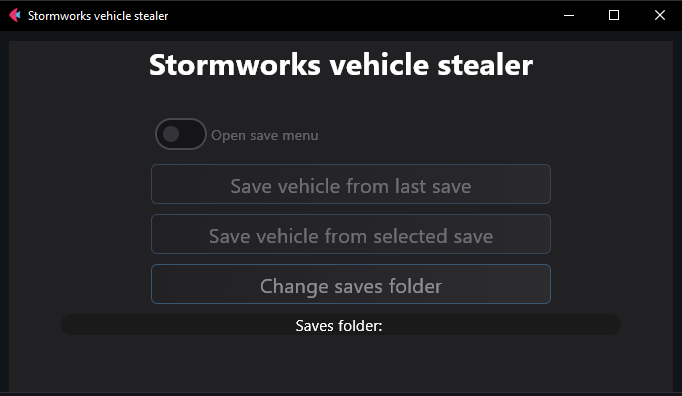 Stormworks vehicle stealer
Stormworks vehicle stealer
Open save menu
Save vehicle from last save
Save vehicle from selected save
Change saves folder
Saves folder: